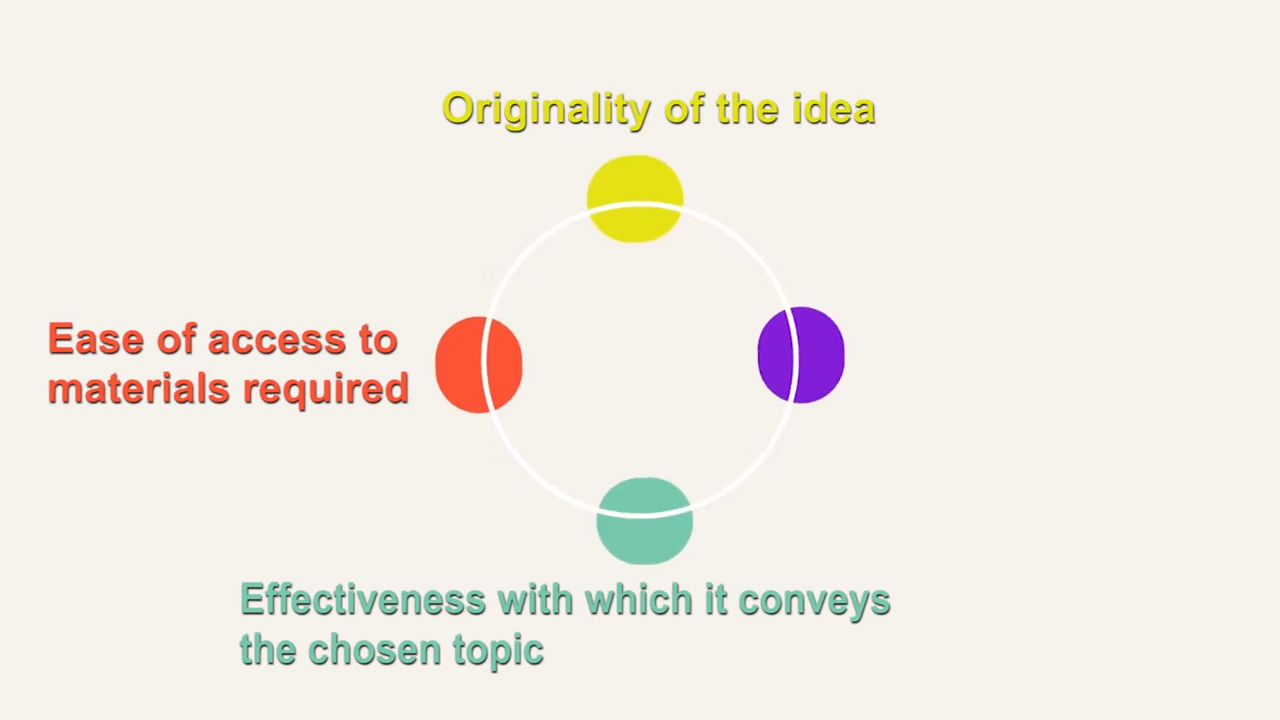 Originality of the idea
Ease of access to
materials required
Effectiveness with which it conveys
the chosen topic